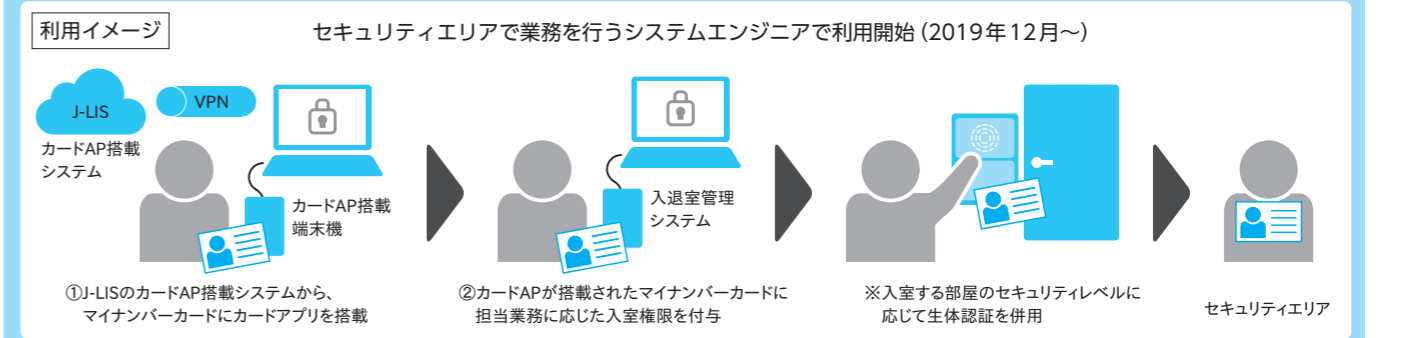 利用イメージ
セキュリティエリアで業務を行うシステムエンジニアで利用開始（2019年12月～）
J-LIS
VPN
カードAP搭載
システム
カードAP搭載
端末機
①J-LISのカードAP搭載システムから、
マイナンバーカードにカードアプリを搭載
入退室管理
システム
②カードAPが搭載されたマイナンバーカードに
担当業務に応じた入室権限を付与
※入室する部屋のセキュリティレベルに
応じて生体認証を併用
セキュリティエリア